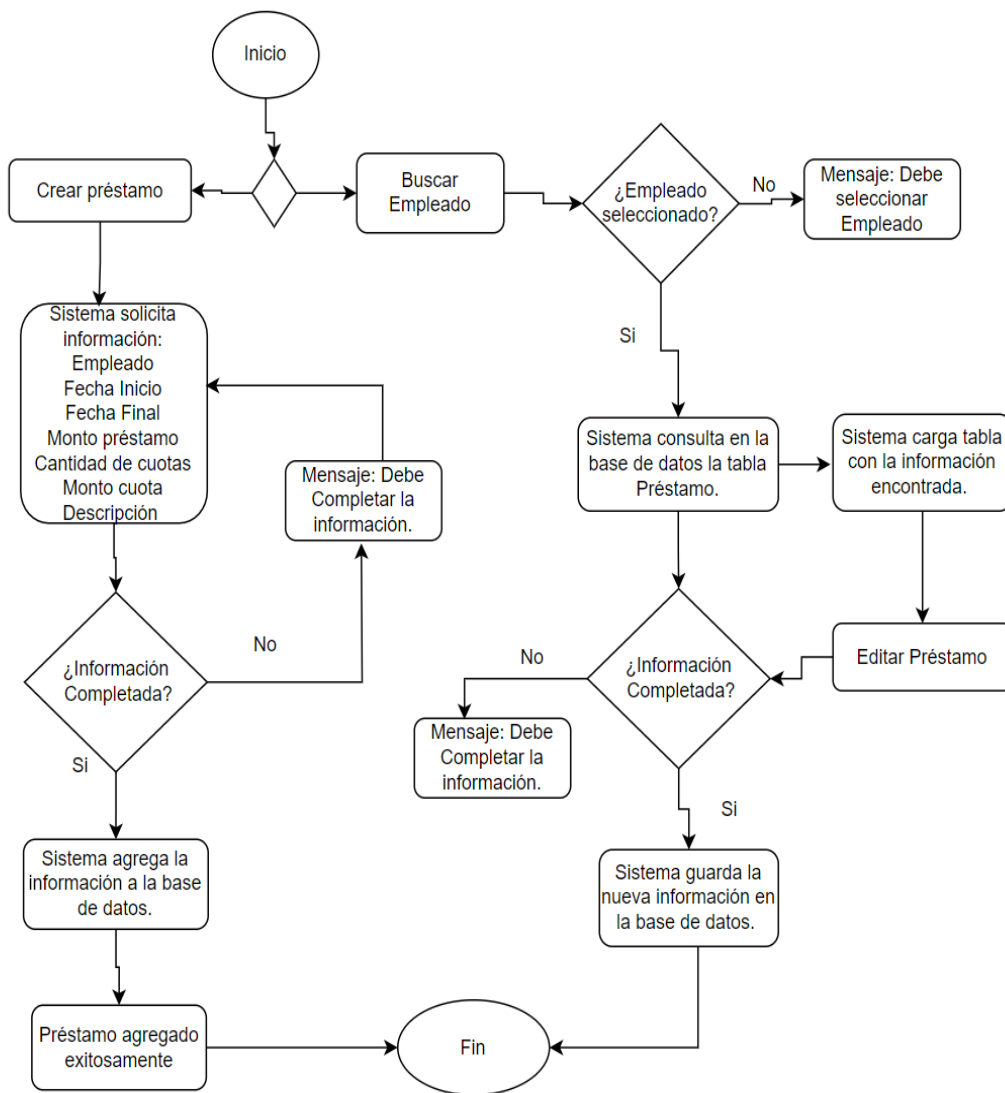 Inicio
Crear préstamo
Buscar
Empleado
¿Empleado
seleccionado?
No
Mensaje: Debe
seleccionar
Empleado
Sistema solicita
información:
Empleado
Fecha Inicio
Fecha Final
Monto préstamo
Cantidad de cuotas
Monto cuota
Descripción
Si
Mensaje: Debe
Completar la
información.
Sistema consulta en la
base de datos la tabla
Préstamo.
Sistema carga tabla
con la información
encontrada.
¿Información
Completada?
No
Si
No
¿Información
Completada?
Editar Préstamo
Mensaje: Debe
Completar la
información.
Si
Sistema agrega la
información a la base
de datos.
Sistema guarda la
nueva información en
la base de datos.
Préstamo agregado
exitosamente
Fin